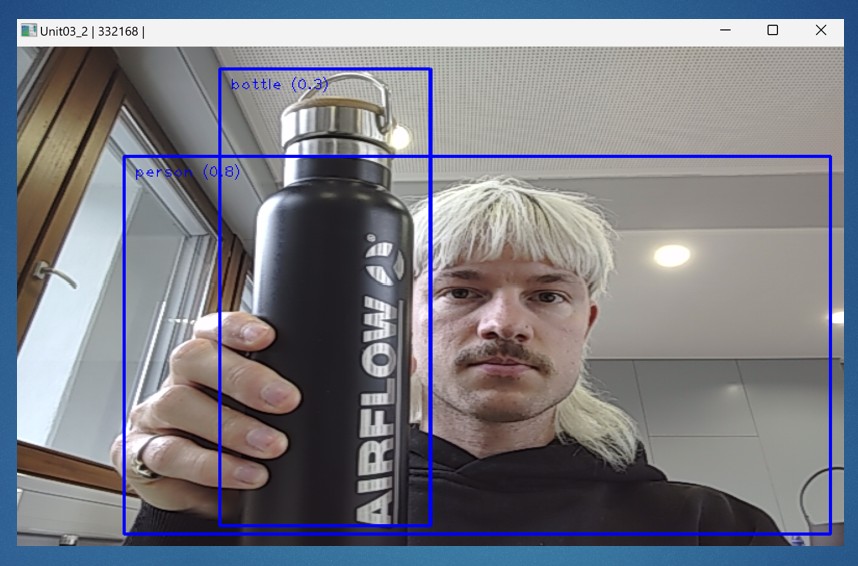 Unit03_2 | 332168 |
bottle (0.3)
person (0.8)
AIRFLOW